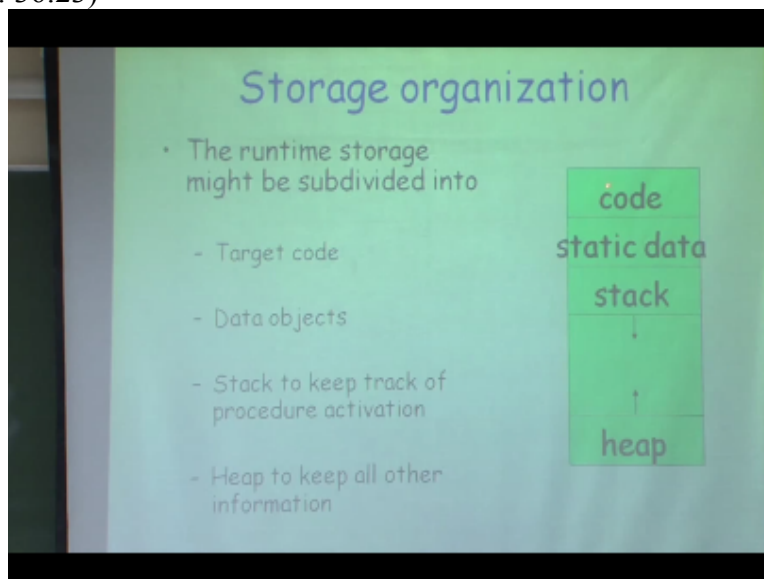 Storage organization
• The runtime storage
might be subdivided into
- Target code
- Data objects
- Stack to keep track of
procedure activation
- Heap to keep all other
information
code
static data
stack
heap